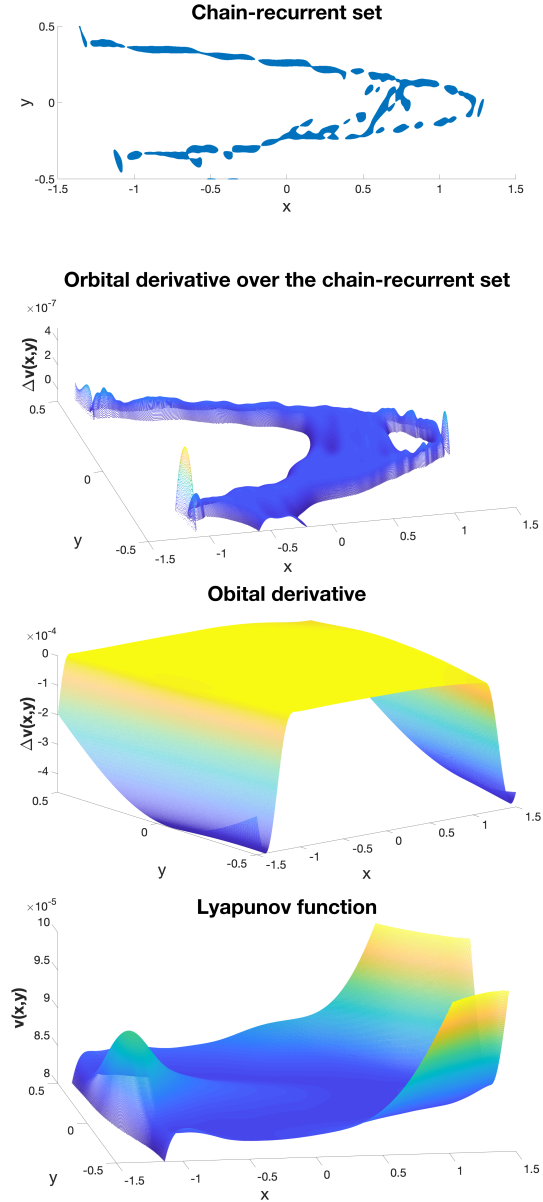 Chain-recurrent set
0.5
y
0
-0.5
-1.5 -1 -0.5 0 0.5 1 1.5
x
Orbital derivative over the chain-recurrent set
×10-7
4
2
0
Δv(x,y)
0.5
0
-0.5
y
-1.5 -1 -0.5 0 0.5 1 1.5
x
Obital derivative
×10-4
0
-1
-2
-3
-4
Δv(x,y)
0.5
0
-0.5
y
-1.5 -1 -0.5 0 0.5 1 1.5
x
Lyapunov function
×10-5
10
9.5
9
8.5
8
v(x,y)
0.5
0
-0.5
y
-1.5 -1 -0.5 0 0.5 1 1.5
x